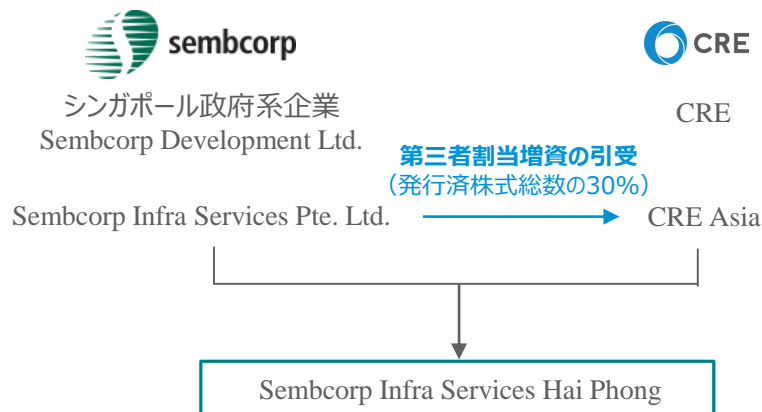 sembcorp
CRE
シンガポール政府系企業
Sembcorp Development Ltd.
CRE
第三者割当増資の引受
（発行済株式総数の30%）
Sembcorp Infra Services Pte. Ltd.
CRE Asia
Sembcorp Infra Services Hai Phong